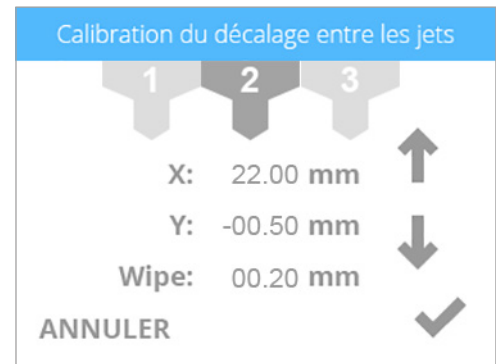 Calibration du décalage entre les jets
1 2 3
X: 22.00 mm
Y: -00.50 mm
Wipe: 00.20 mm
ANNULER